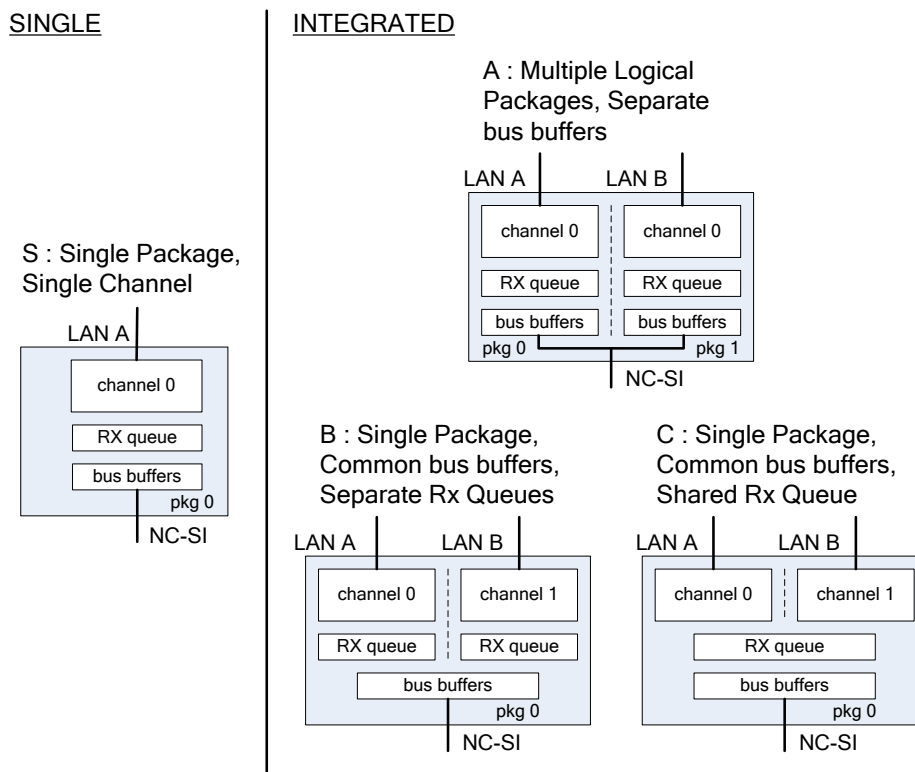 SINGLE
S : Single Package,
Single Channel
LAN A
channel 0
RX queue
bus buffers
pkg 0
NC-SI
INTEGRATED
A : Multiple Logical
Packages, Separate
bus buffers
LAN A LAN B
channel 0 channel 0
RX queue RX queue
bus buffers bus buffers
pkg 0 pkg 1
NC-SI
B : Single Package,
Common bus buffers,
Separate Rx Queues
LAN A LAN B
channel 0 channel 1
RX queue RX queue
bus buffers
pkg 0
NC-SI
C : Single Package,
Common bus buffers,
Shared Rx Queue
LAN A LAN B
channel 0 channel 1
RX queue
bus buffers
pkg 0
NC-SI